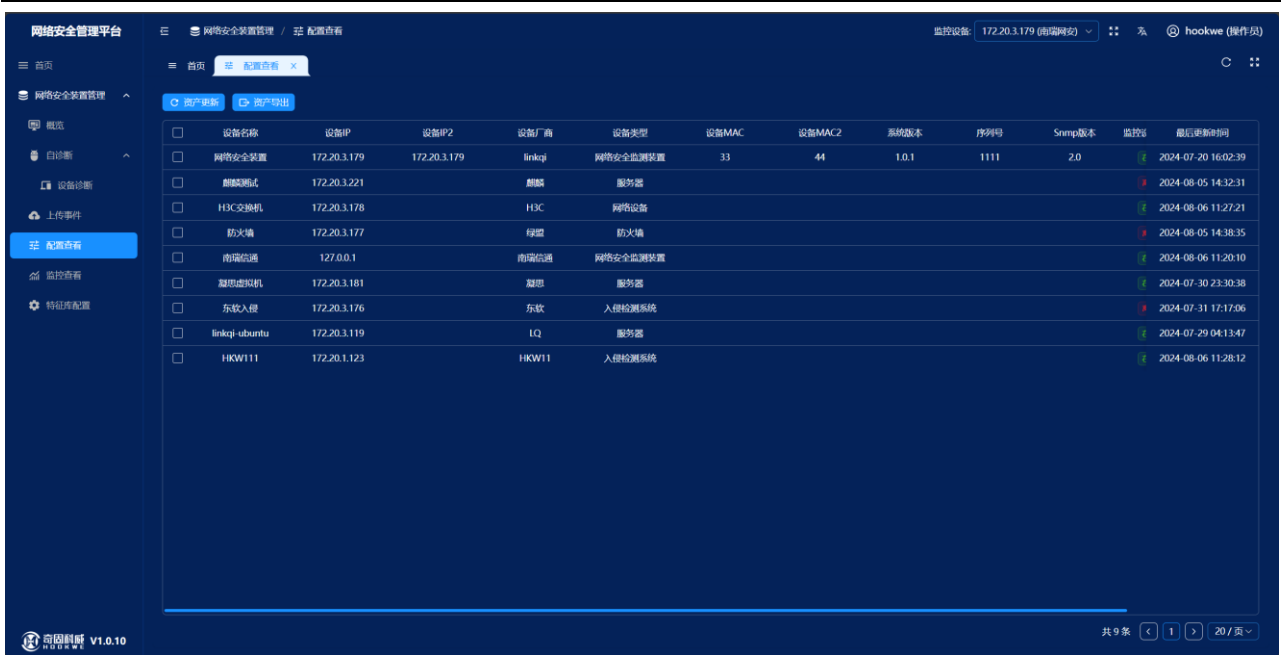 网络安全管理平台
网络安全装置管理 / 配置查看
监控设备: 172.20.3.179 (南瑞网安)
hookwe (操作员)
首页
网络安全装置管理
概览
自诊断
设备诊断
上传事件
配置查看
监控查看
特征库配置
首页 配置查看 ×
资产更新 资产导出
设备名称 设备IP 设备IP2 设备厂商 设备类型 设备MAC 设备MAC2 系统版本 序列号 Snmp版本 监控 最后更新时间
网络安全装置 172.20.3.179 172.20.3.179 linkqi 网络安全监测装置 33 44 1.0.1 1111 2.0 2024-07-20 16:02:39
麒麟测试 172.20.3.221 麒麟 服务器 2024-08-05 14:32:31
H3C交换机 172.20.3.178 H3C 网络设备 2024-08-06 11:27:21
防火墙 172.20.3.177 绿盟 防火墙 2024-08-05 14:38:35
南瑞信通 127.0.0.1 南瑞信通 网络安全监测装置 2024-08-06 11:20:10
凝思虚拟机 172.20.3.181 凝思 服务器 2024-07-30 23:30:38
东软入侵 172.20.3.176 东软 入侵检测系统 2024-07-31 17:17:06
linkqi-ubuntu 172.20.3.119 LQ 服务器 2024-07-29 04:13:47
HKW111 172.20.1.123 HKW11 入侵检测系统 2024-08-06 11:28:12
共 9 条 < 1 > 20 / 页
奇固科威 HOOKWE V1.0.10